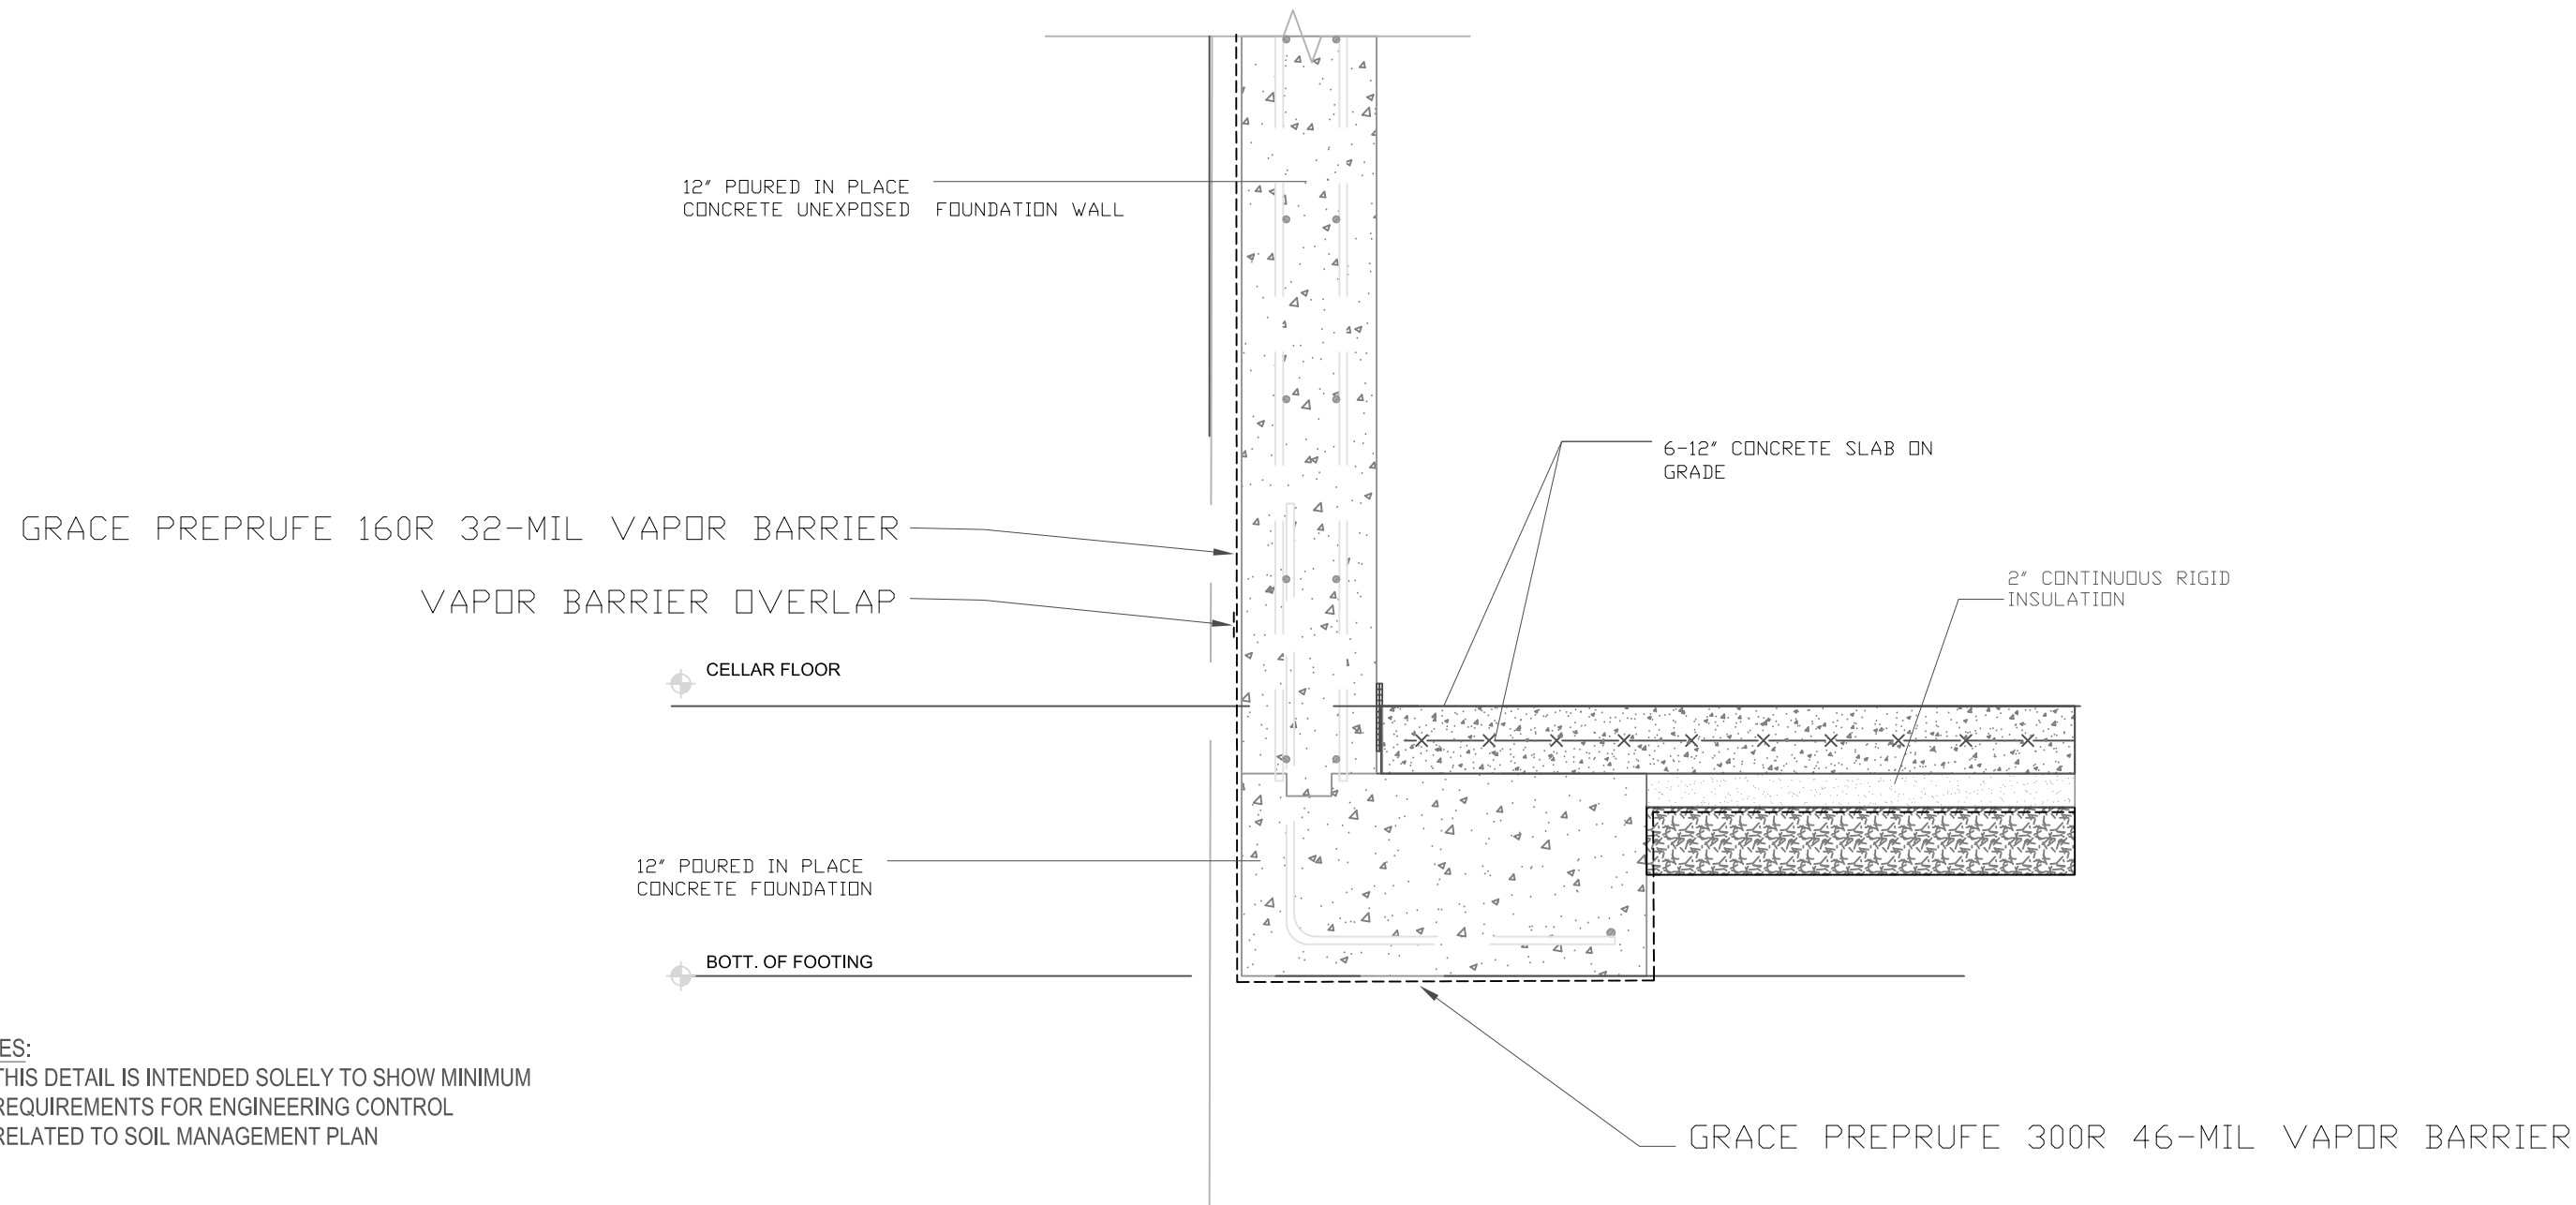 12" POURED IN PLACE
CONCRETE UNEXPOSED FOUNDATION WALL
6-12" CONCRETE SLAB ON
GRADE
GRACE PREPRUFE 160R 32-MIL VAPOR BARRIER
VAPOR BARRIER OVERLAP
2" CONTINUOUS RIGID
INSULATION
CELLAR FLOOR
12" POURED IN PLACE
CONCRETE FOUNDATION
BOTT. OF FOOTING
ES:
THIS DETAIL IS INTENDED SOLELY TO SHOW MINIMUM
REQUIREMENTS FOR ENGINEERING CONTROL
RELATED TO SOIL MANAGEMENT PLAN
GRACE PREPRUFE 300R 46-MIL VAPOR BARRIER